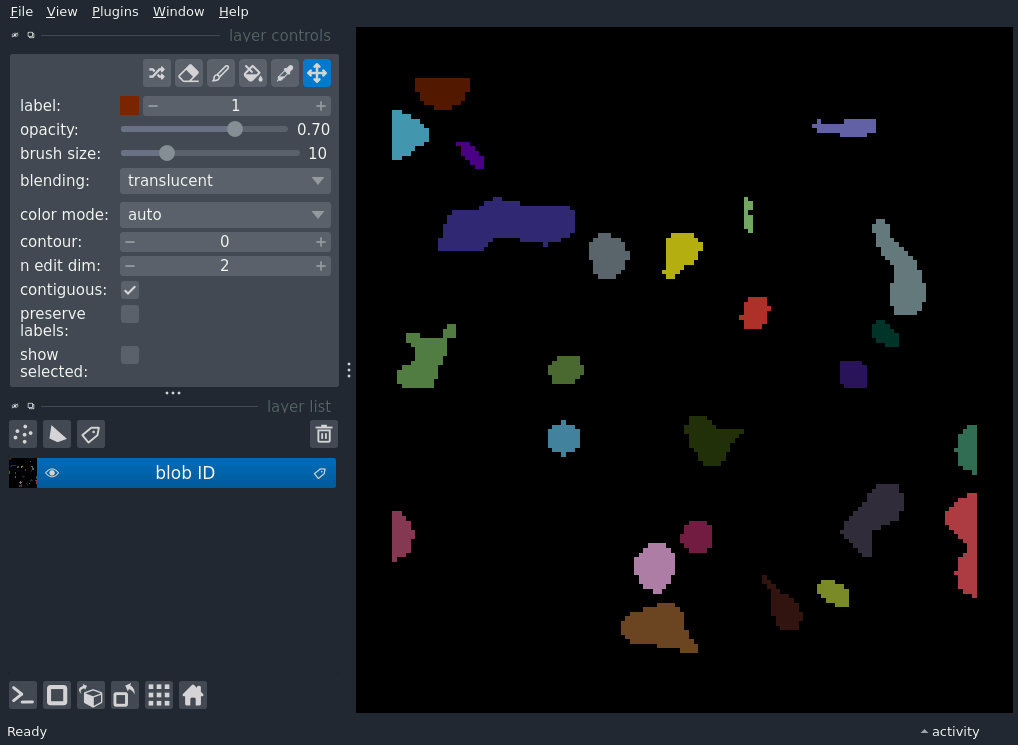 File View Plugins Window Help
layer controls
label: 1
opacity: 0.70
brush size: 10
blending: translucent
color mode: auto
contour: 0
n edit dim: 2
contiguous:
preserve
labels:
show
selected:
layer list
blob ID
Ready
activity